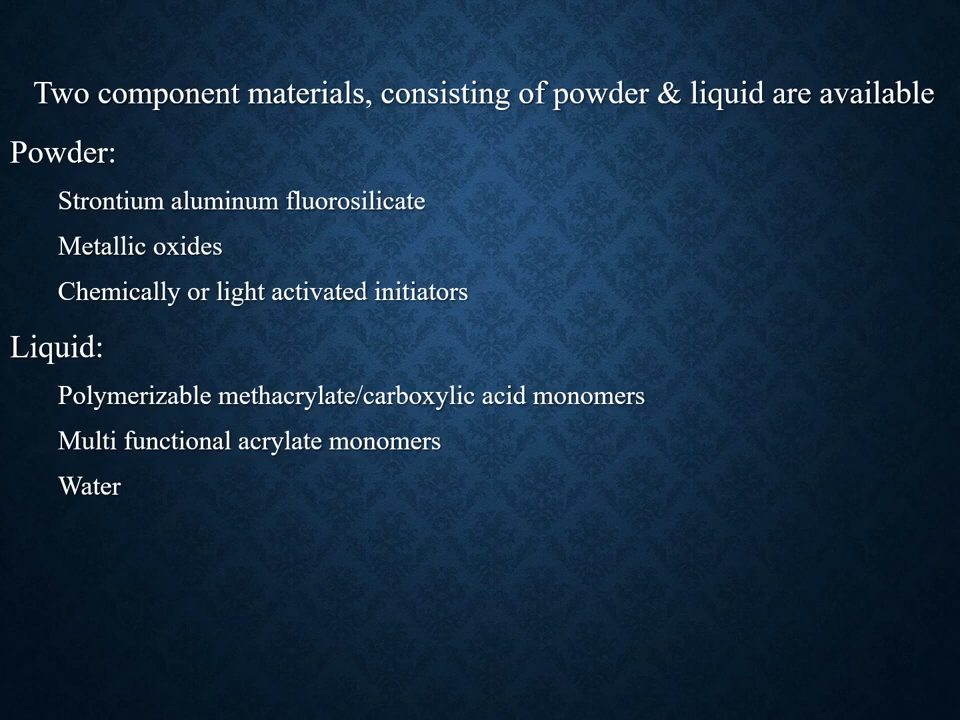 Two component materials, consisting of powder & liquid are available
Powder:
Strontium aluminum fluorosilicate
Metallic oxides
Chemically or light activated initiators
Liquid:
Polymerizable methacrylate/carboxylic acid monomers
Multi functional acrylate monomers
Water